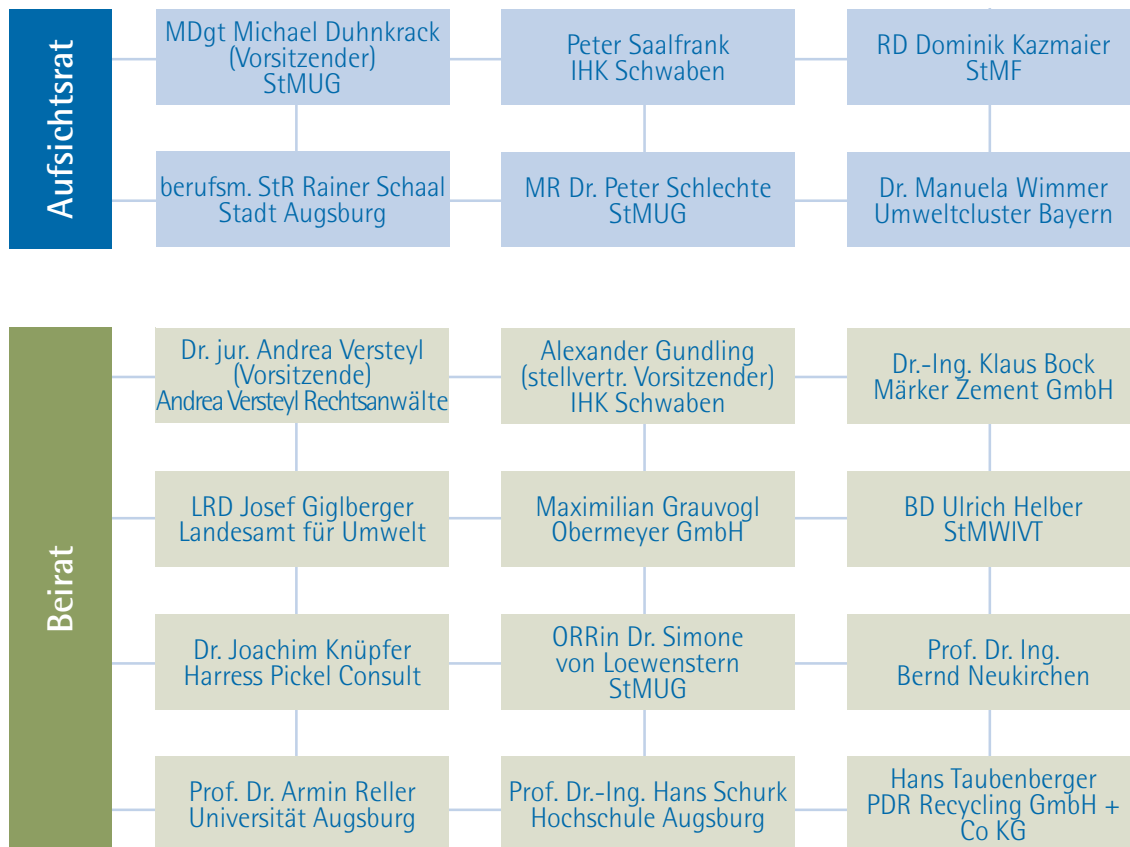 Aufsichtsrat
MDgt Michael Duhnkrack
(Vorsitzender)
StMUG
Peter Saalfrank
IHK Schwaben
RD Dominik Kazmaier
StMF
berufsm. StR Rainer Schaal
Stadt Augsburg
MR Dr. Peter Schlechte
StMUG
Dr. Manuela Wimmer
Umweltcluster Bayern
Beirat
Dr. jur. Andrea Versteyl
(Vorsitzende)
Andrea Versteyl Rechtsanwälte
Alexander Gundling
(stellvertr. Vorsitzender)
IHK Schwaben
Dr.-Ing. Klaus Bock
Märker Zement GmbH
LRD Josef Giglberger
Landesamt für Umwelt
Maximilian Grauvogl
Obermeyer GmbH
BD Ulrich Helber
StMWIVT
Dr. Joachim Knüpfer
Harress Pickel Consult
ORRin Dr. Simone
von Loewenstern
StMUG
Prof. Dr. Ing.
Bernd Neukirchen
Prof. Dr. Armin Reller
Universität Augsburg
Prof. Dr.-Ing. Hans Schurk
Hochschule Augsburg
Hans Taubenberger
PDR Recycling GmbH +
Co KG